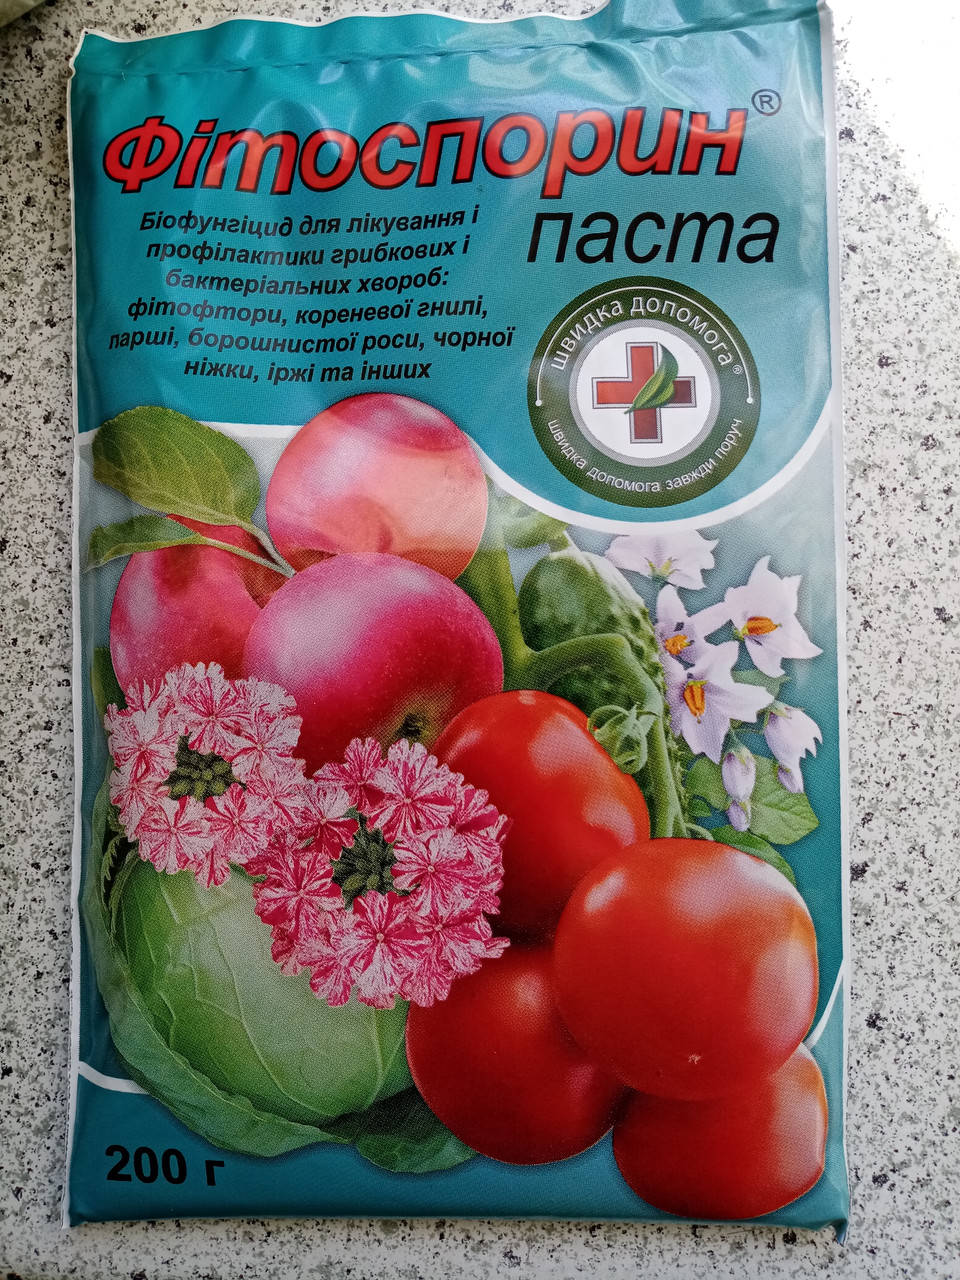 Фітоспорин®
паста
Біофунгіцид для лікування і
профілактики грибкових і
бактеріальних хвороб:
фітофтори, кореневої гнилі,
парші, борошнистої роси, чорної
ніжки, іржі та інших
швидка допомога®
швидка допомога завжди поруч
200 г